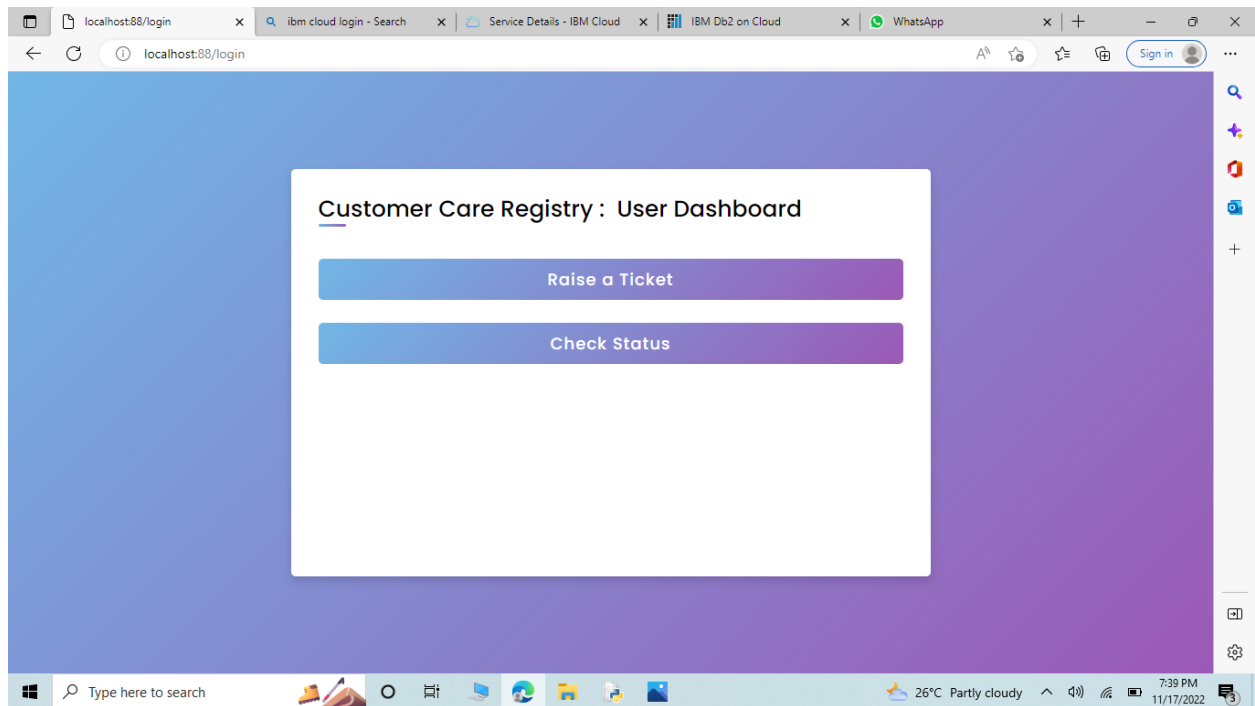 localhost:88/login
ibm cloud login - Search
Service Details - IBM Cloud
IBM Db2 on Cloud
WhatsApp
localhost:88/login
Sign in
Customer Care Registry : User Dashboard
Raise a Ticket
Check Status
Type here to search
26°C Partly cloudy
7:39 PM
11/17/2022
3